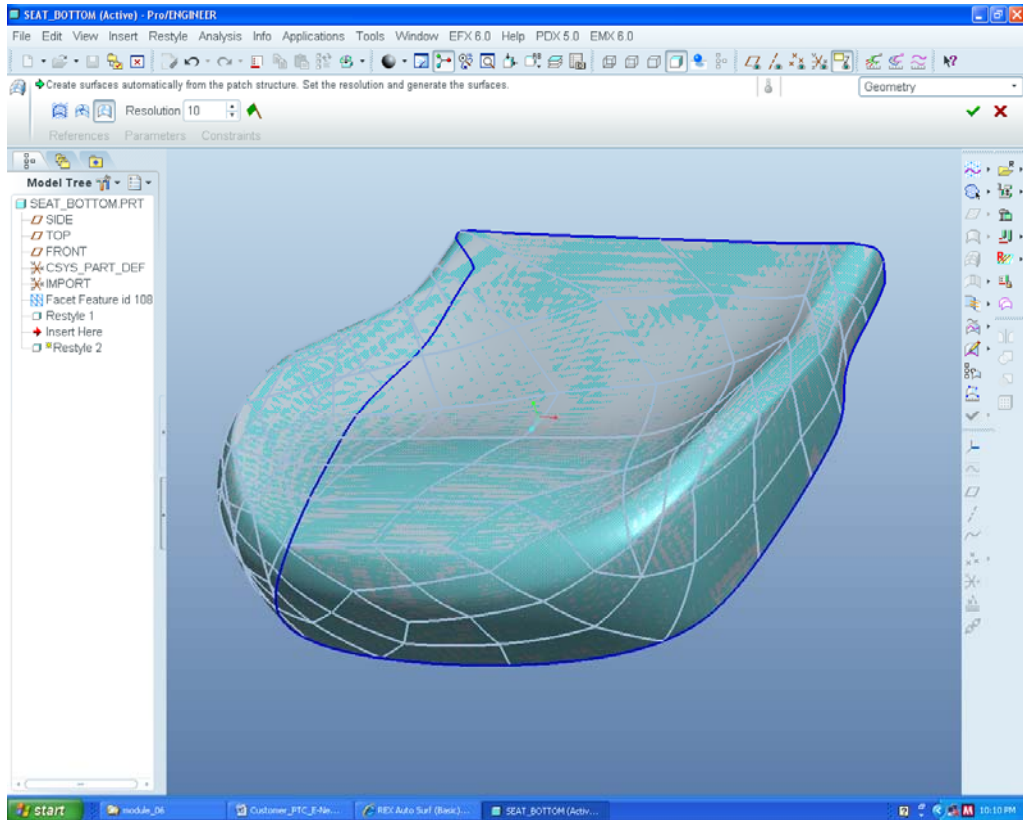 SEAT_BOTTOM (Active) - Pro/ENGINEER
File Edit View Insert Restyle Analysis Info Applications Tools Window EFX 6.0 Help PDX 5.0 EMX 6.0
Create surfaces automatically from the patch structure. Set the resolution and generate the surfaces.
Geometry
Resolution 10
References Parameters Constraints
Model Tree
SEAT_BOTTOM.PRT
SIDE
TOP
FRONT
CSYS_PART_DEF
IMPORT
Facet Feature id 108
Restyle 1
Insert Here
Restyle 2
start module_06 Customer_PTC_E-Ne... REX Auto Surf (Basic)... SEAT_BOTTOM (Activ... 10:10 PM